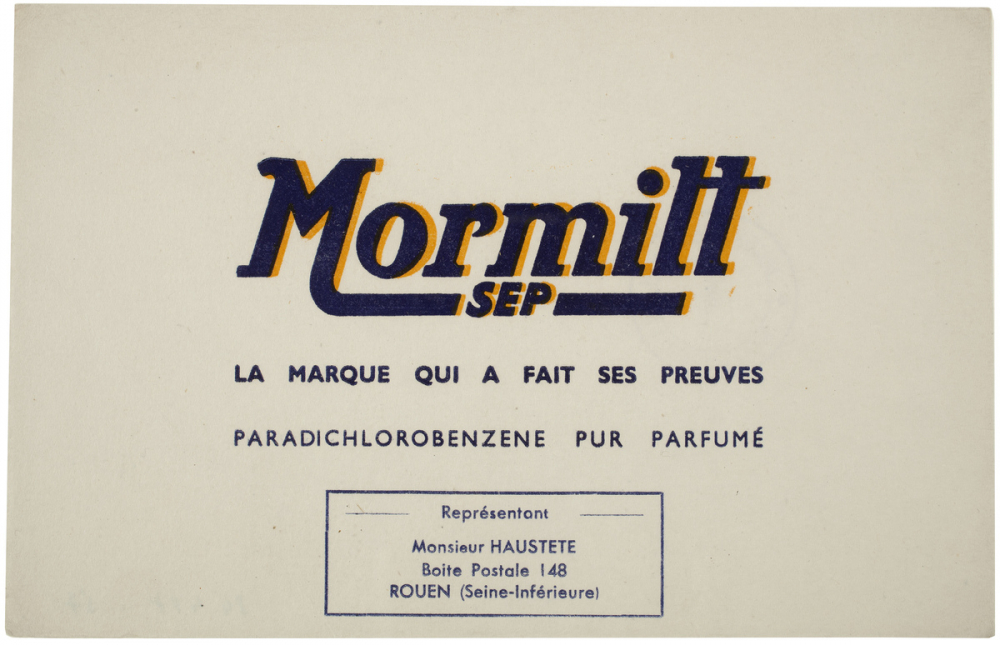 Mormitt
SEP
LA MARQUE QUI A FAIT SES PREUVES
PARADICHLOROBENZENE PUR PARFUMÉ
Représentant
Monsieur HAUSTETE
Boite Postale 148
ROUEN (Seine-Inférieure)